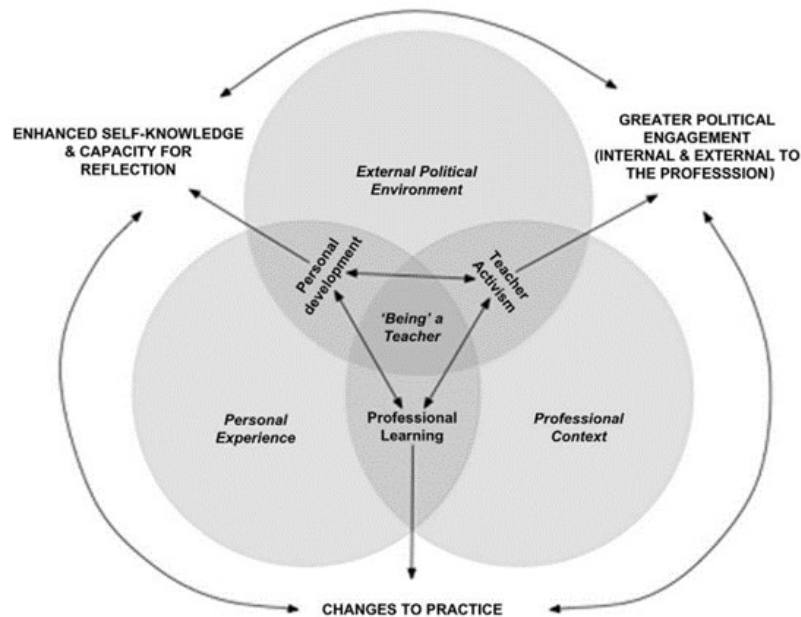 ENHANCED SELF-KNOWLEDGE
& CAPACITY FOR
REFLECTION
GREATER POLITICAL
ENGAGEMENT
(INTERNAL & EXTERNAL TO
THE PROFESSSION)
External Political
Environment
Personal
development
Teacher
Activism
'Being' a
Teacher
Personal
Experience
Professional
Learning
Professional
Context
CHANGES TO PRACTICE